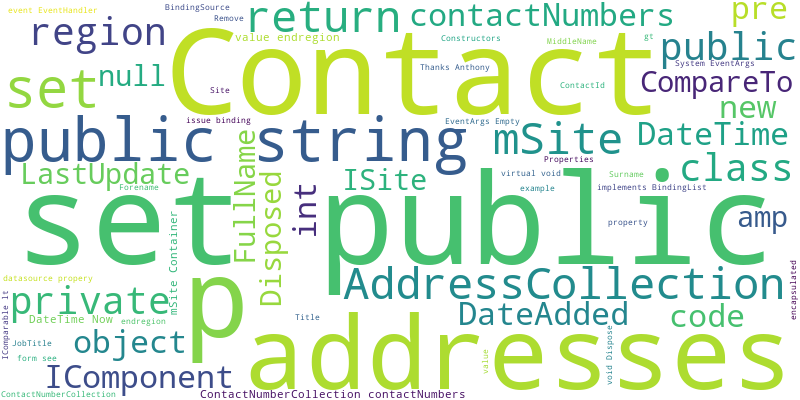 event EventHandler
BindingSource
Remove
return
contactNumbers
pre
region
value endregion
Constructors
MiddleName
gt
public
Contact
System EventArgs
set
null
Thanks Anthony
CompareTo
Site
ContactId
new
issue binding
EventArgs Empty
public
string
mSite
DateTime
FullName
Properties
LastUpdate
Disposed
ISite
virtual void
Surname
class
Forename
int
example
implements BindingList
set
public
mSite Container
property
amp
datasource propery
p
AddressCollection
encapsulated
IComparable lt
private
DateAdded
code
DateTime Now
endregion
Title
JobTitle
object
addresses
value
void Dispose
form see
IComponent
ContactNumberCollection
ContactNumberCollection contactNumbers